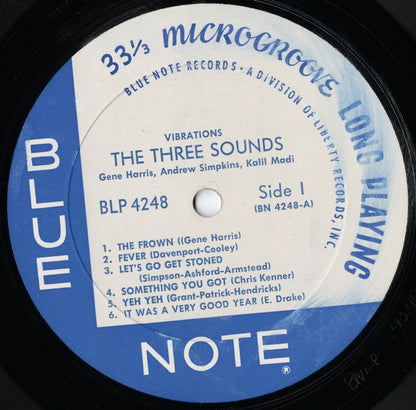 33⅓ MICROGROOVE LONG PLAYING
BLUE NOTE RECORDS • A DIVISION OF LIBERTY RECORDS, INC.
VIBRATIONS
THE THREE SOUNDS
Gene Harris, Andrew Simpkins, Kalil Madi
BLP 4248
Side I
(BN 4248-A)
1. THE FROWN ((Gene Harris)
2. FEVER (Davenport-Cooley)
3. LET'S GO GET STONED
(Simpson-Ashford-Armstead)
4. SOMETHING YOU GOT (Chris Kenner)
5. YEH YEH (Grant-Patrick-Hendricks)
6. IT WAS A VERY GOOD YEAR (E. Drake)
BLUE
NOTE®